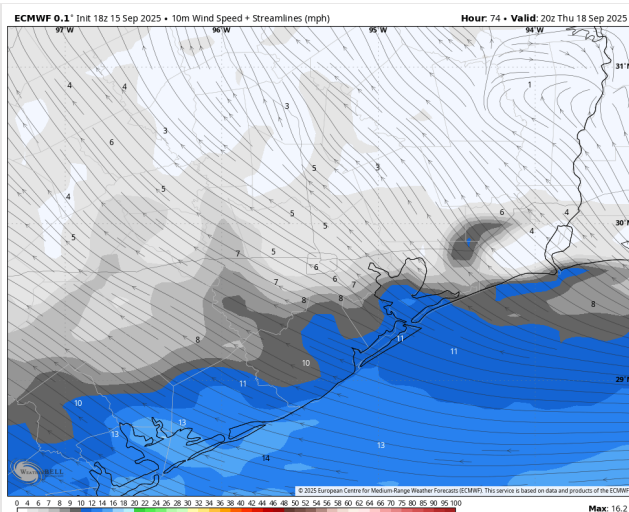 ECMWF 0.1° Init 18z 15 Sep 2025 • 10m Wind Speed + Streamlines (mph) Hour: 74 • Valid: 20z Thu 18 Sep 2025
97°W 96°W 95°W 94°W
31°N
4 4 1
3
6 3
5 3
5
4 5 6 4
5 5 4
30°N
7 5
6
7 6 7
8 8 8
8
11 11
10
29°N
11
10
13 13
13
14
WeatherBELL
© 2025 European Centre for Medium-Range Weather Forecasts (ECMWF). This service is based on data and products of the ECMWF
0 4 6 7 8 9 10 12 14 16 18 20 22 24 26 28 30 32 34 36 38 40 42 44 46 48 50 52 54 56 58 60 65 70 75 80 85 90 95 100
Max: 16.2